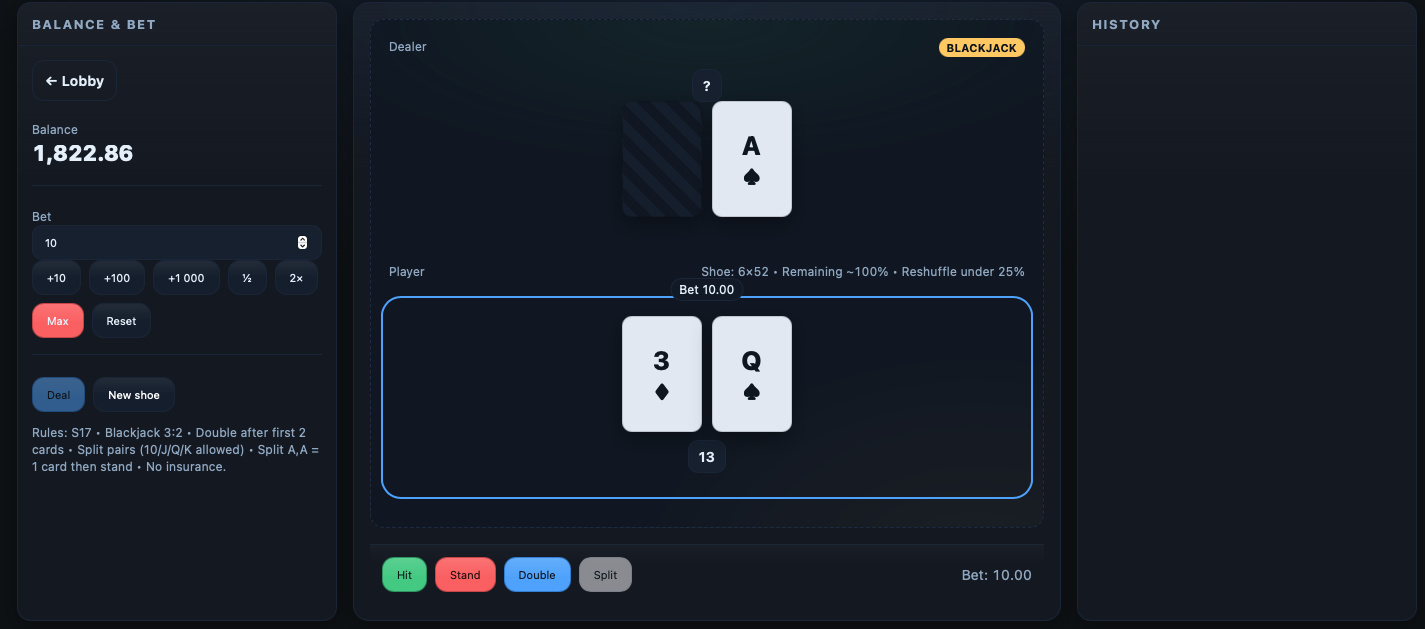 BALANCE & BET
← Lobby
Balance
1,822.86
Bet
10
+10 +100 +1 000 ½ 2×
Max Reset
Deal New shoe
Rules: S17 • Blackjack 3:2 • Double after first 2
cards • Split pairs (10/J/Q/K allowed) • Split A,A =
1 card then stand • No insurance.
Dealer BLACKJACK
?
A
♠
Player Shoe: 6×52 • Remaining ~100% • Reshuffle under 25%
Bet 10.00
3 Q
♦ ♠
13
Hit Stand Double Split Bet: 10.00
HISTORY